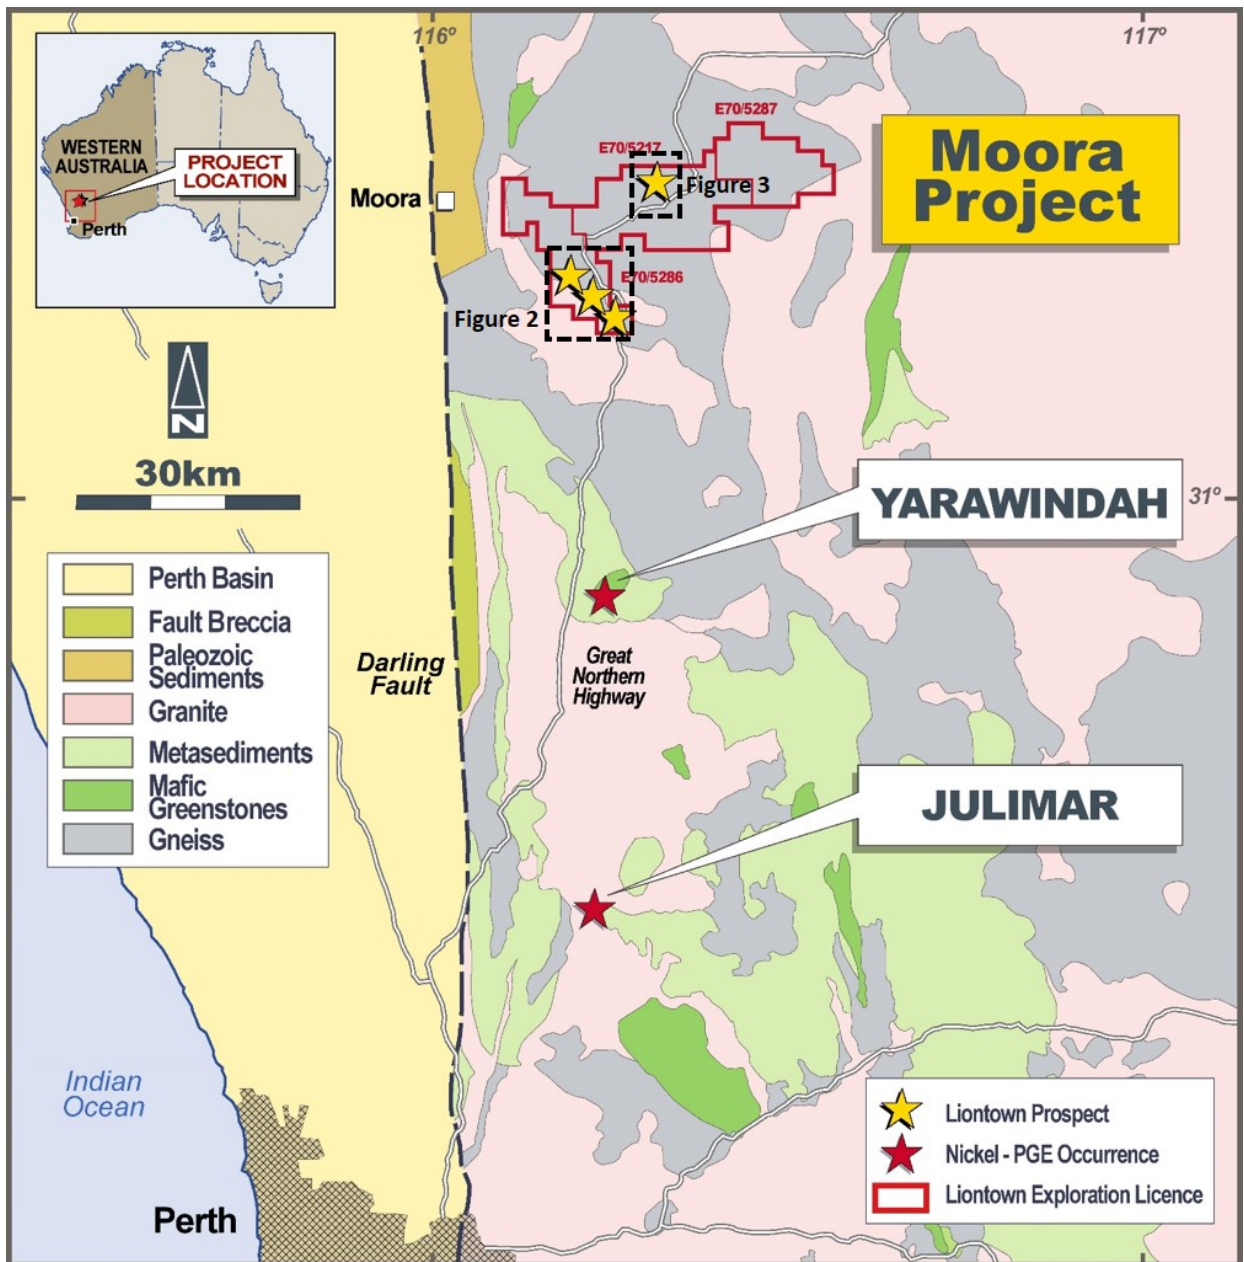 116º
117º
WESTERN
AUSTRALIA
PROJECT
LOCATION
Perth
E70/5287
E70/5217
Moora
Project
Moora
Figure 3
E70/5286
Figure 2
N
30km
YARAWINDAH
31º
Perth Basin
Fault Breccia
Paleozoic
Sediments
Granite
Metasediments
Mafic
Greenstones
Gneiss
Darling
Fault
Great
Northern
Highway
JULIMAR
Indian
Ocean
Perth
Liontown Prospect
Nickel - PGE Occurrence
Liontown Exploration Licence